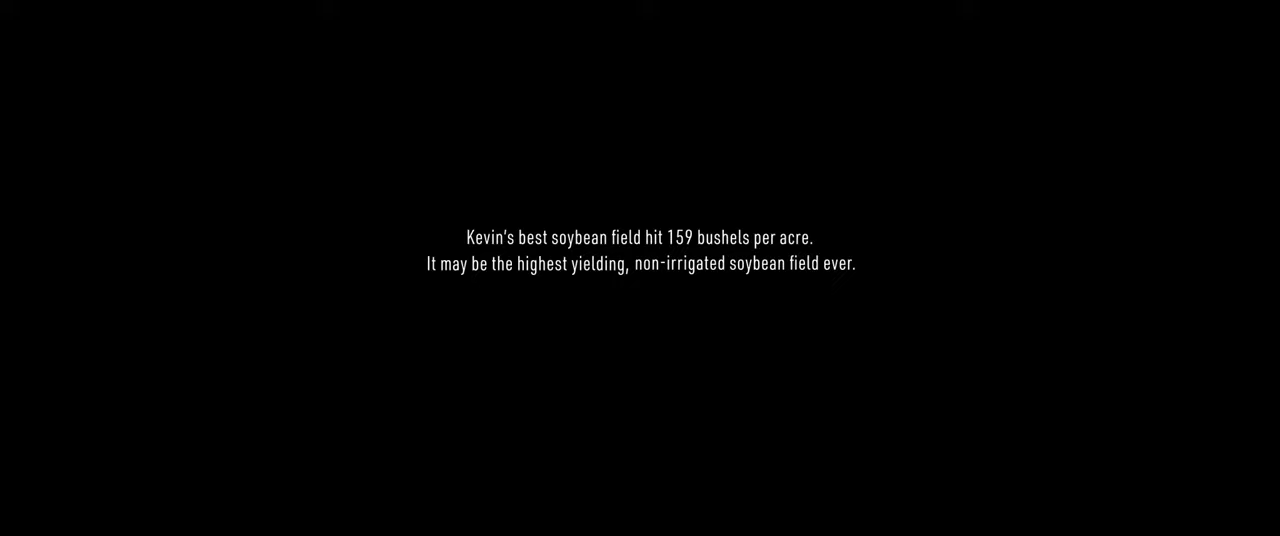 Kevin's best soybean field hit 159 bushels per acre.
It may be the highest yielding, non-irrigated soybean field ever.